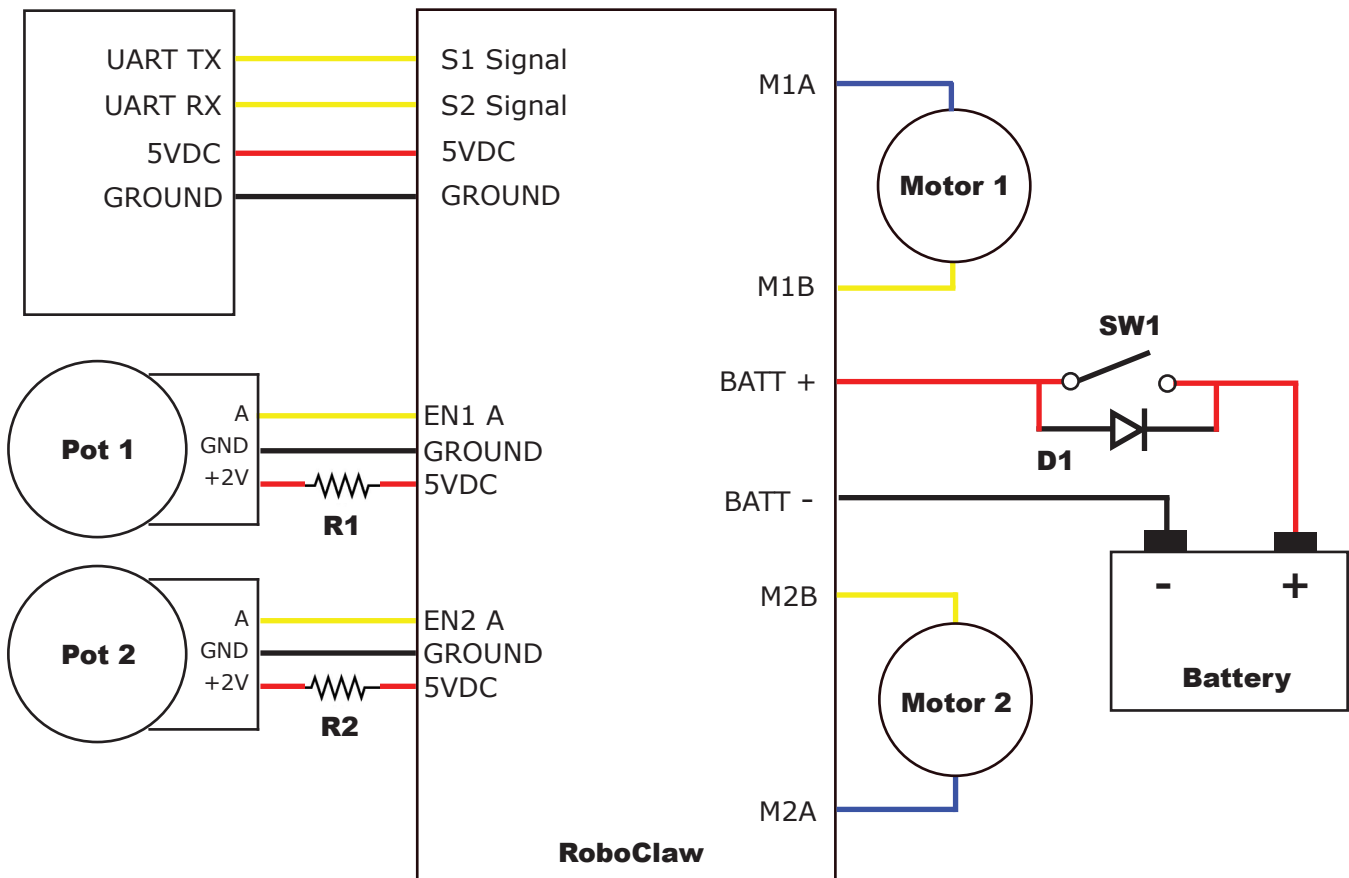 UART TX
UART RX
5VDC
GROUND
S1 Signal
S2 Signal
5VDC
GROUND
M1A
Motor 1
M1B
SW1
BATT +
D1
BATT -
Pot 1
A
GND
+2V
R1
EN1 A
GROUND
5VDC
Pot 2
A
GND
+2V
R2
EN2 A
GROUND
5VDC
M2B
Motor 2
M2A
- +
Battery
RoboClaw